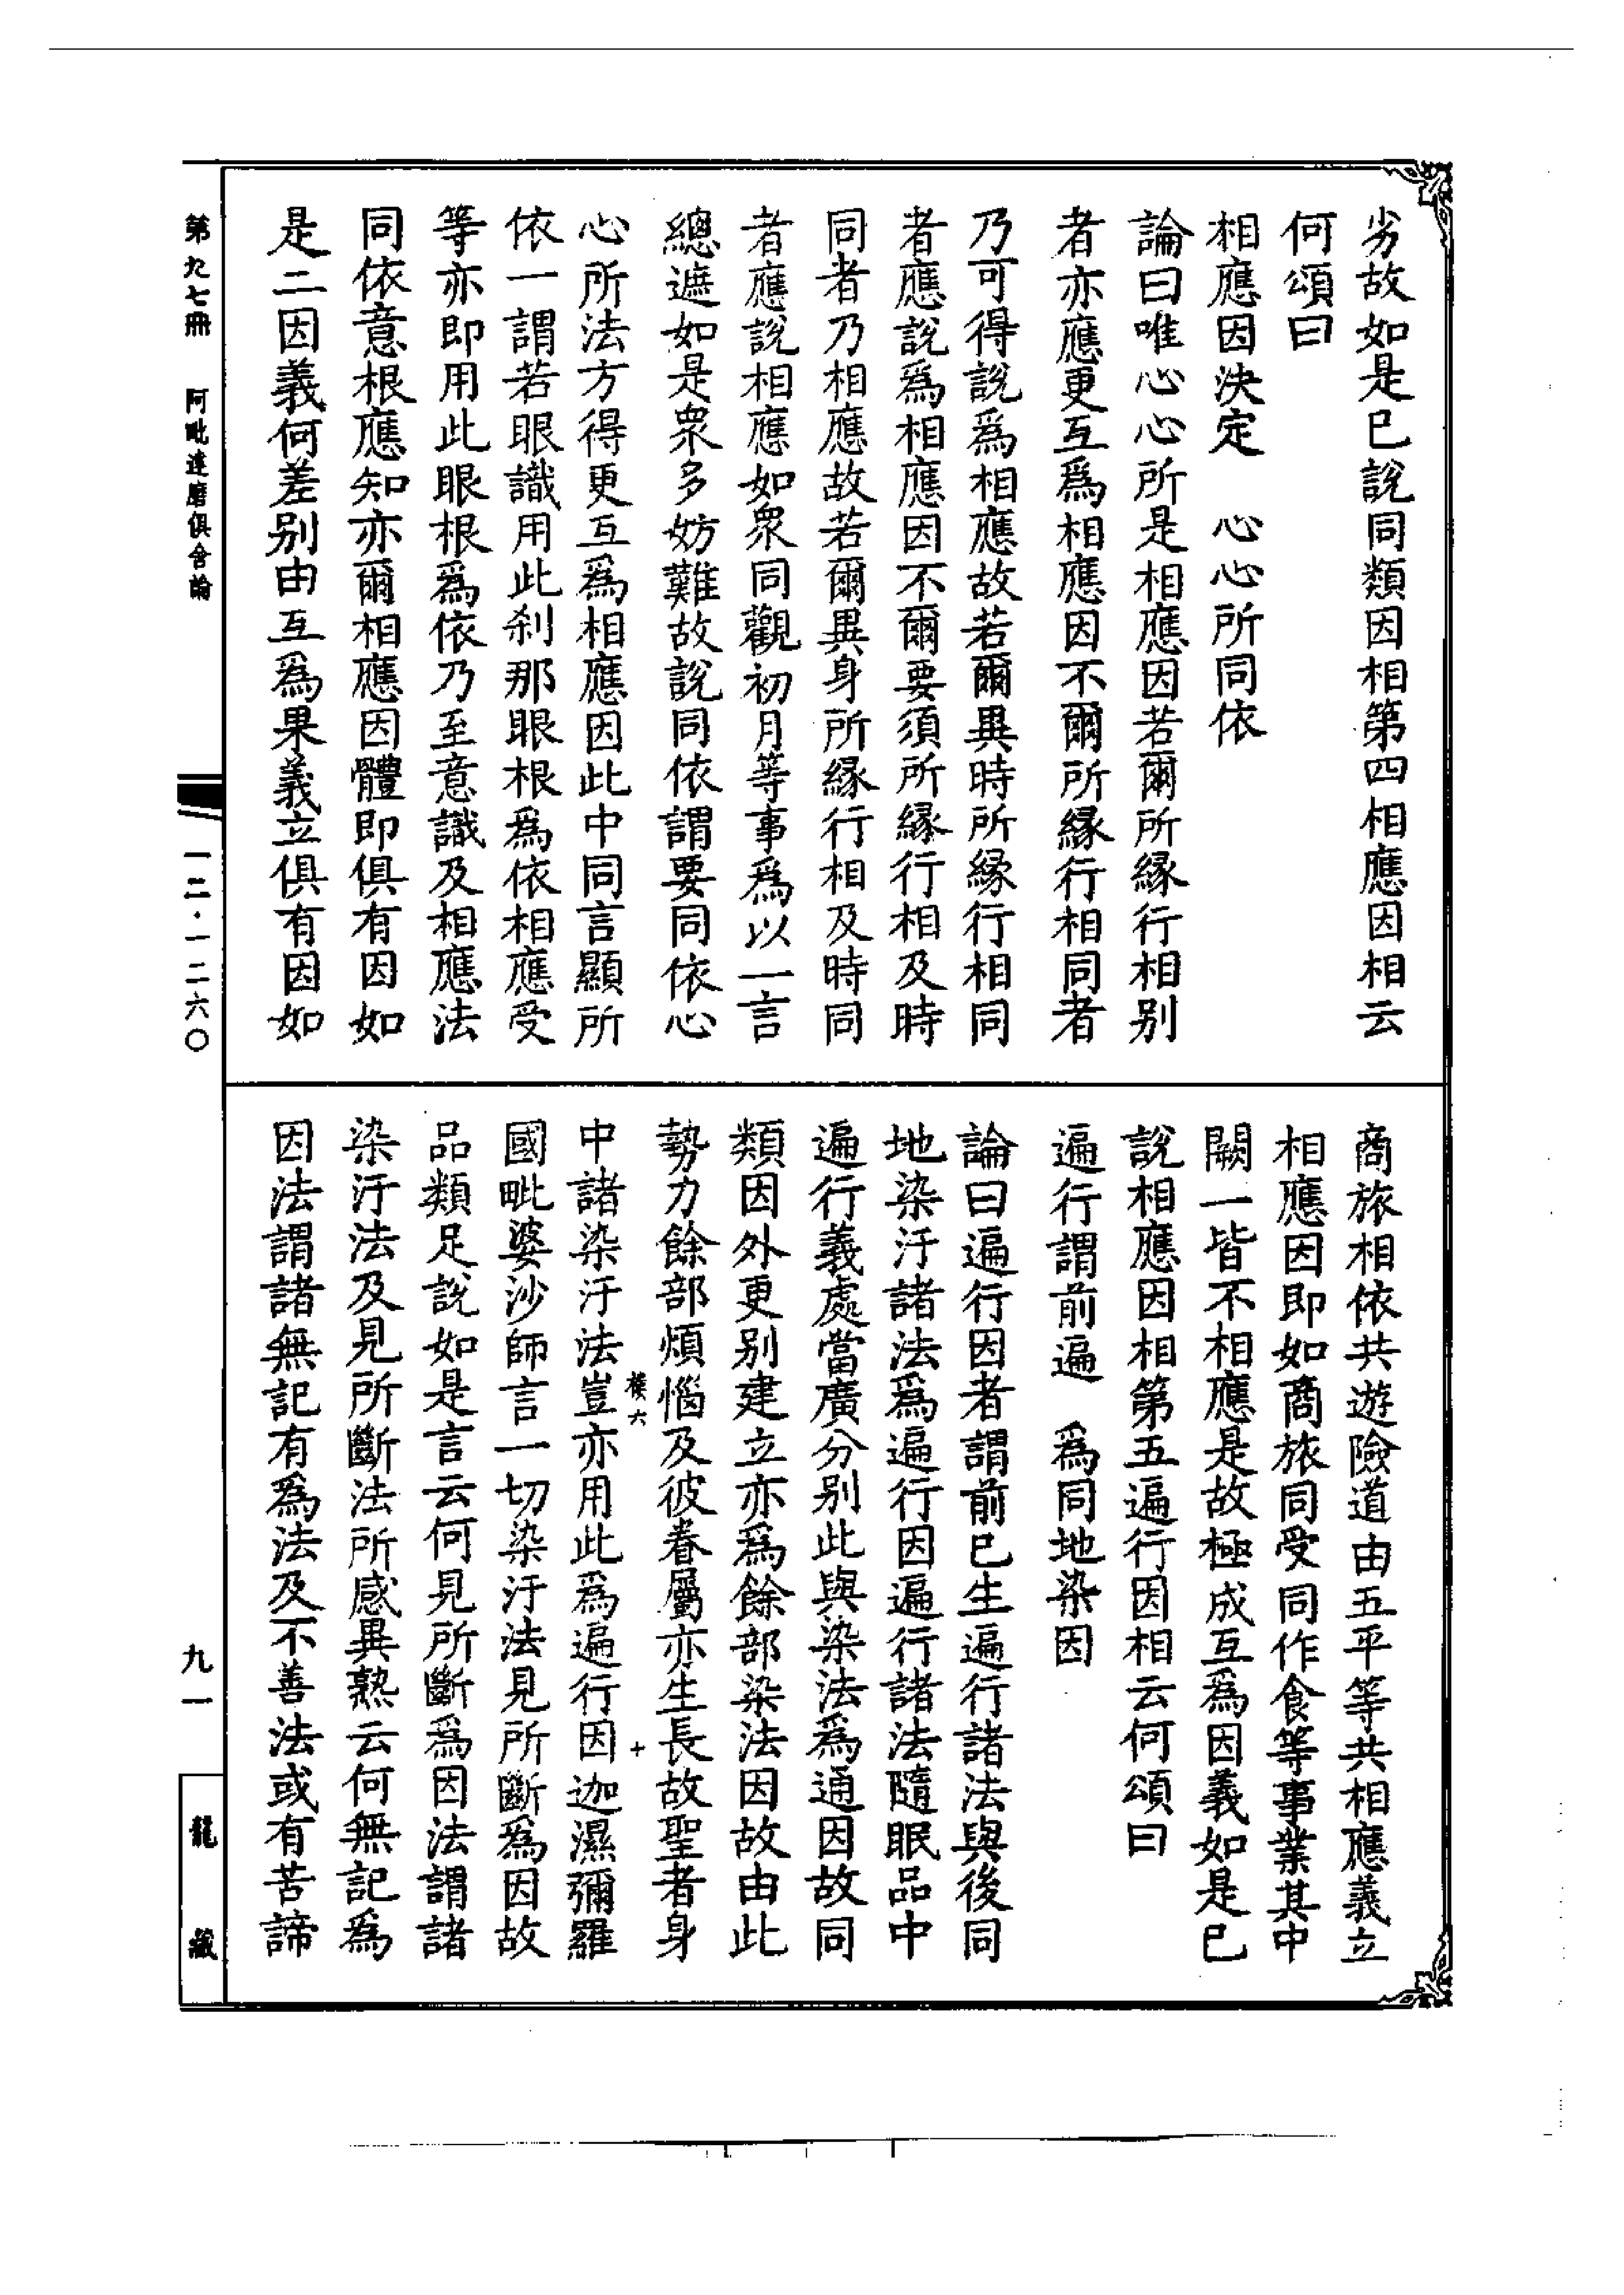 劣故如是已說同類因相第四相應因相云
何頌曰
相應因決定　心心所同依
論曰唯心心所是相應因若爾所緣行相别
者亦應更互爲相應因不爾所緣行相同者
乃可得說爲相應故若爾異時所緣行相同
者應說爲相應因不爾要須所緣行相及時
同者乃相應故若爾異身所緣行相及時同
者應說相應如衆同觀初月等事爲以一言
總遮如是衆多妨難故說同依謂要同依心
心所法方得更互爲相應因此中同言顯所
依一謂若眼識用此刹那眼根爲依相應受
等亦即用此眼根爲依乃至意識及相應法
同依意根應知亦爾相應因體即俱有因如
是二因義何差别由互爲果義立俱有因如
商旅相依共遊險道由五平等共相應義立
相應因即如商旅同受同作食等事業其中
闕一皆不相應是故極成互爲因義如是已
說相應因相第五遍行因相云何頌曰
遍行謂前遍　爲同地染因
論曰遍行因者謂前已生遍行諸法與後同
地染汙諸法爲遍行因遍行諸法隨眠品中
遍行義處當廣分别此與染法爲通因故同
類因外更别建立亦爲餘部染法因故由此
勢力餘部煩惱及彼眷屬亦生長故聖者身
中諸染汙法豈亦用此爲遍行因迦濕彌羅
國毗婆沙師言一切染汙法見所斷爲因故
品類足說如是言云何見所斷爲因法謂諸
染汙法及見所斷法所感異熟云何無記爲
因法謂諸無記有爲法及不善法或有苦諦
六
十
第九七冊　阿毗達磨俱舍論
一二·一二六〇
九一
龍藏